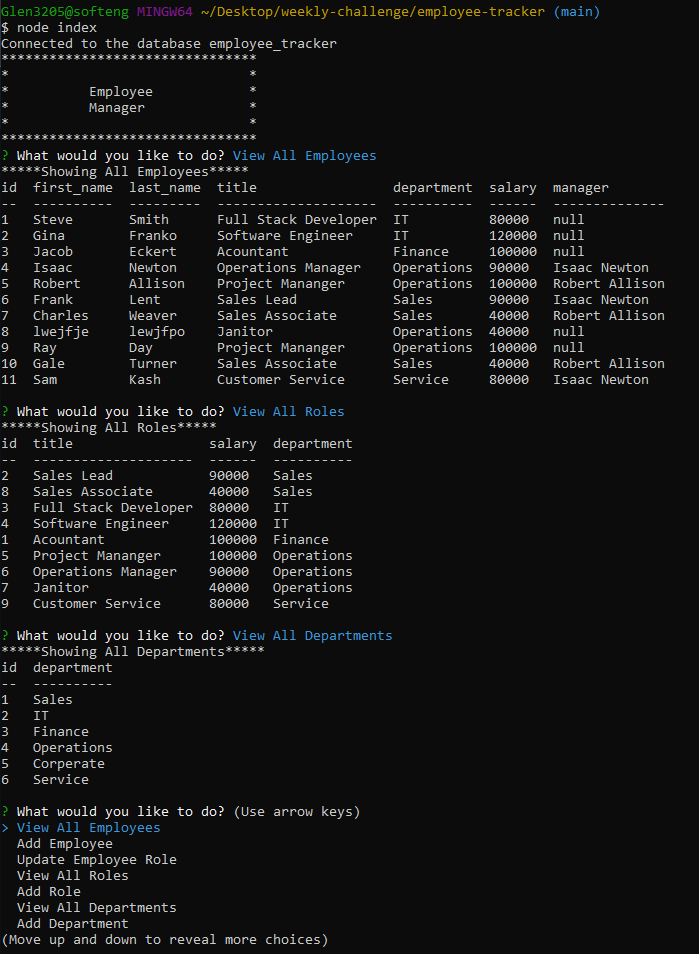 Glen3205@softeng MINGW64 ~/Desktop/weekly-challenge/employee-tracker (main)
$ node index
Connected to the database employee_tracker
********************************
*                              *
*          Employee            *
*          Manager             *
*                              *
********************************
? What would you like to do? View All Employees
*****Showing All Employees*****
id  first_name  last_name  title                 department  salary  manager
--  ----------  ---------  --------------------  ----------  ------  --------------
1   Steve       Smith      Full Stack Developer  IT          80000   null
2   Gina        Franko     Software Engineer     IT          120000  null
3   Jacob       Eckert     Acountant             Finance     100000  null
4   Isaac       Newton     Operations Manager    Operations  90000   Isaac Newton
5   Robert      Allison    Project Mananger      Operations  100000  Robert Allison
6   Frank       Lent       Sales Lead            Sales       90000   Isaac Newton
7   Charles     Weaver     Sales Associate       Sales       40000   Robert Allison
8   lwejfje     lewjfpo    Janitor               Operations  40000   null
9   Ray         Day        Project Mananger      Operations  100000  null
10  Gale        Turner     Sales Associate       Sales       40000   Robert Allison
11  Sam         Kash       Customer Service      Service     80000   Isaac Newton
? What would you like to do? View All Roles
*****Showing All Roles*****
id  title                 salary  department
--  --------------------  ------  ----------
2   Sales Lead            90000   Sales
8   Sales Associate       40000   Sales
3   Full Stack Developer  80000   IT
4   Software Engineer     120000  IT
1   Acountant             100000  Finance
5   Project Mananger      100000  Operations
6   Operations Manager    90000   Operations
7   Janitor               40000   Operations
9   Customer Service      80000   Service
? What would you like to do? View All Departments
*****Showing All Departments*****
id  department
--  ----------
1   Sales
2   IT
3   Finance
4   Operations
5   Corperate
6   Service
? What would you like to do? (Use arrow keys)
> View All Employees
  Add Employee
  Update Employee Role
  View All Roles
  Add Role
  View All Departments
  Add Department
(Move up and down to reveal more choices)